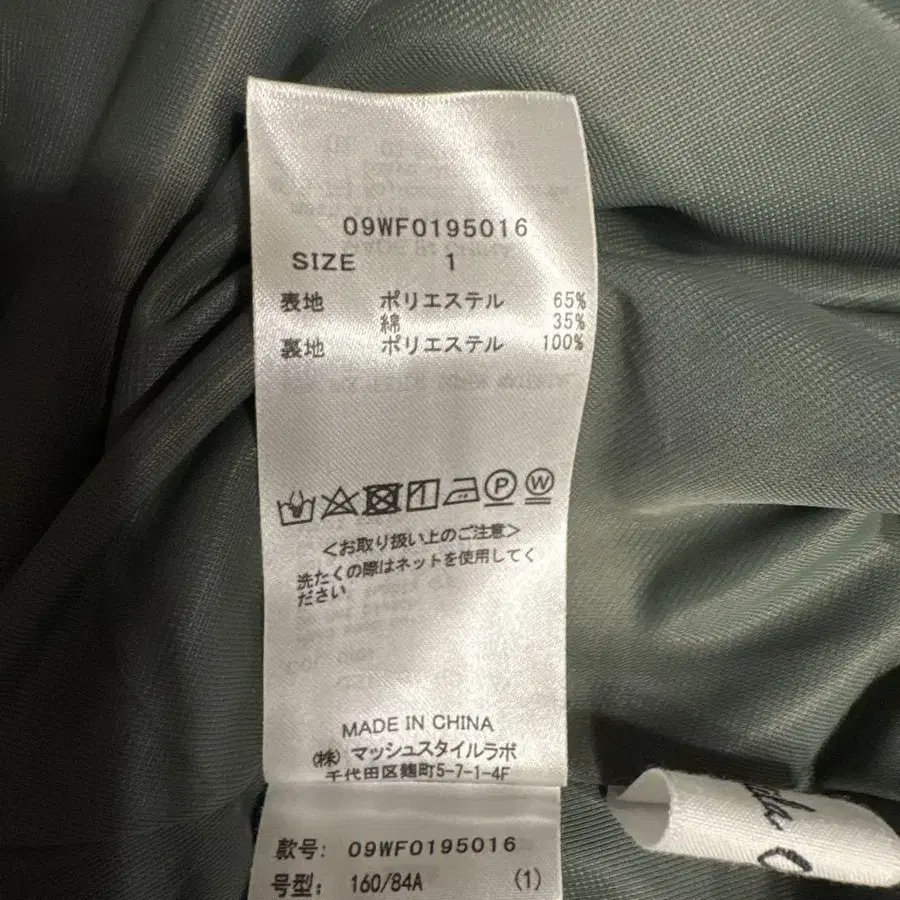 09WF0195016
SIZE 1
表地 ポリエステル 65%
綿 35%
裏地 ポリエステル 100%
P W
<お取り扱い上のご注意>
洗たくの際はネットを使用してく
ださい
MADE IN CHINA
(株) マッシュスタイルラボ
千代田区麹町5-7-1-4F
款号: 09WF0195016
号型: 160/84A (1)